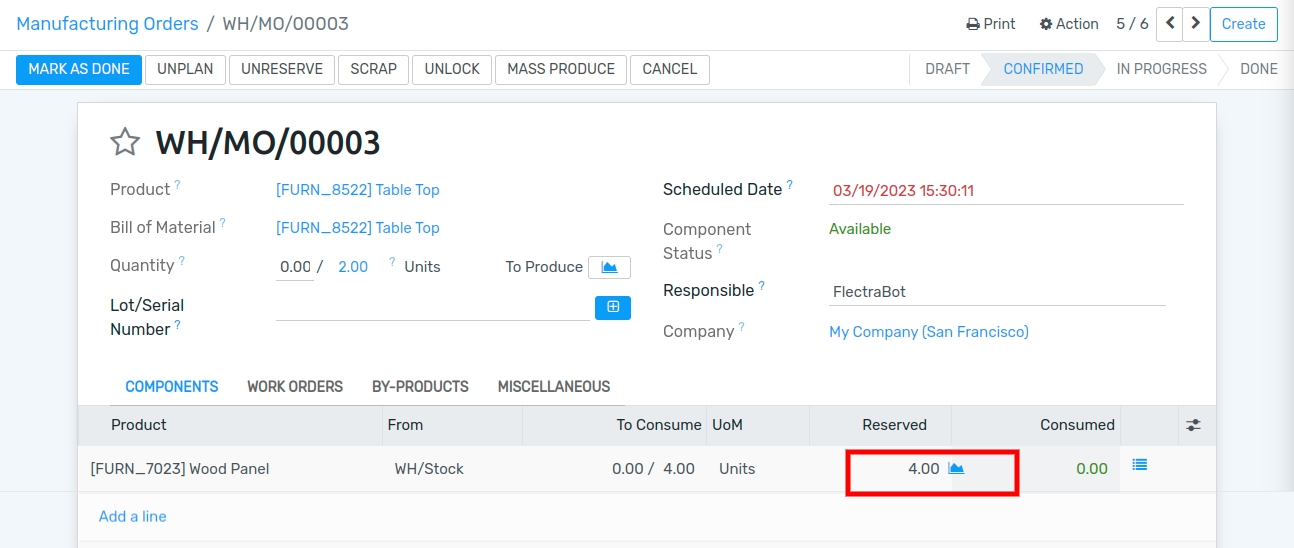 Manufacturing Orders / WH/MO/00003 Print Action 5 / 6 Create
MARK AS DONE UNPLAN UNRESERVE SCRAP UNLOCK MASS PRODUCE CANCEL DRAFT CONFIRMED IN PROGRESS DONE
WH/MO/00003
Product ? [FURN_8522] Table Top Scheduled Date ? 03/19/2023 15:30:11
Bill of Material ? [FURN_8522] Table Top Component Status ? Available
Quantity ? 0.00 / 2.00 ? Units To Produce Responsible ? FlectraBot
Lot/Serial Number ? Company ? My Company (San Francisco)
COMPONENTS WORK ORDERS BY-PRODUCTS MISCELLANEOUS
Product From To Consume UoM Reserved Consumed
[FURN_7023] Wood Panel WH/Stock 0.00 / 4.00 Units 4.00 0.00
Add a line